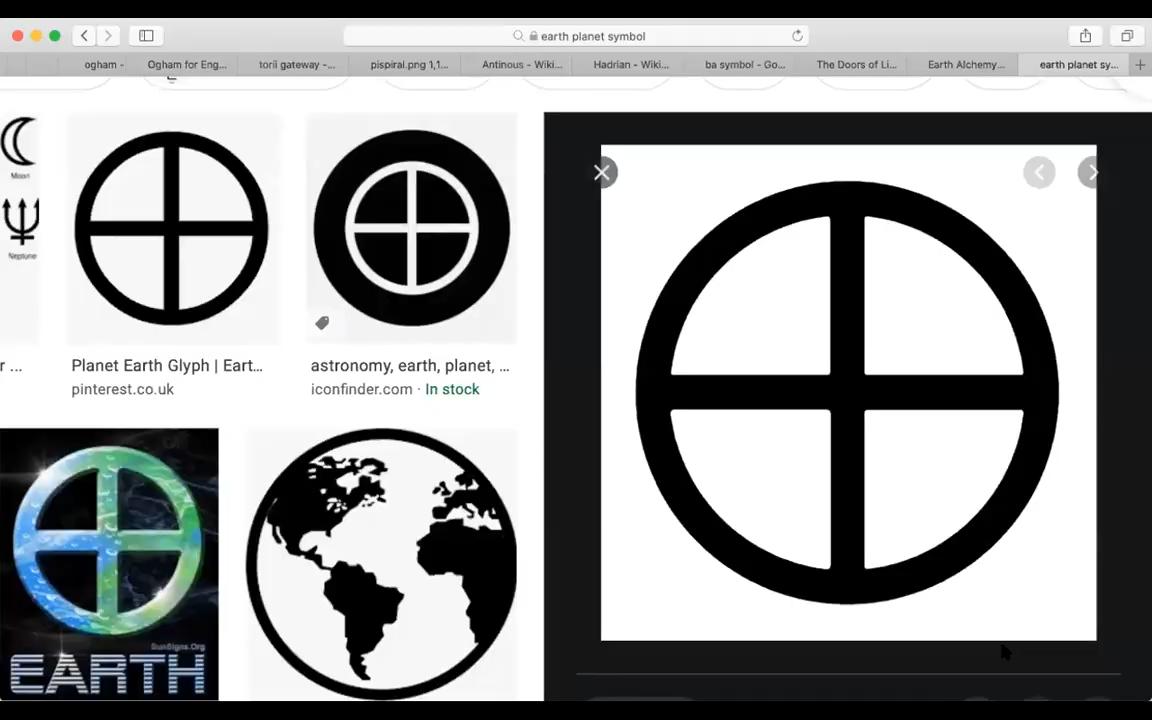 earth planet symbol
ogham -
Ogham for Eng...
torii gateway -...
pispiral.png 1,1...
Antinous - Wiki...
Hadrian - Wiki...
ba symbol - Go...
The Doors of Li...
Earth Alchemy...
earth planet sy...
Moon
Neptune
r ...
Planet Earth Glyph | Eart...
pinterest.co.uk
astronomy, earth, planet, ...
iconfinder.com · In stock
SunSigns.Org
EARTH